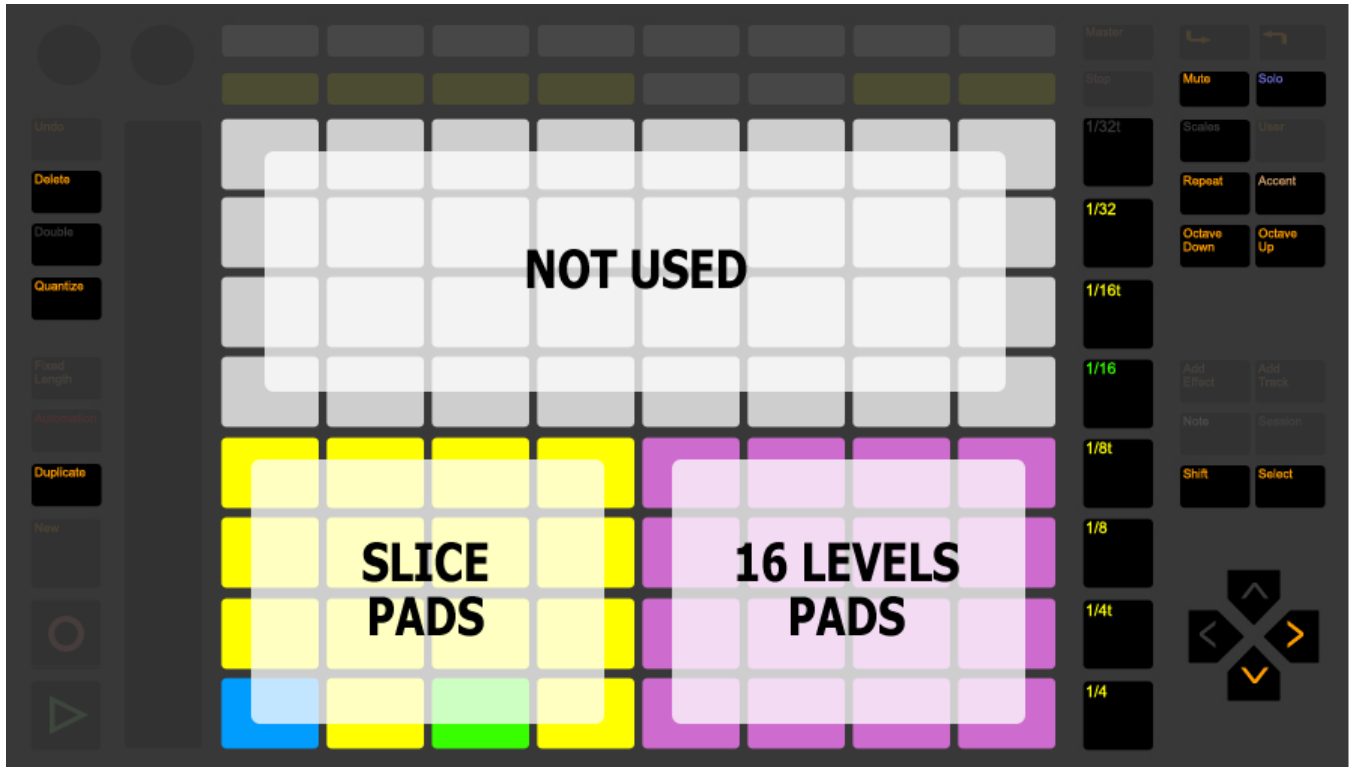 Master
Stop
Mute
Solo
Undo
1/32t
Scales
User
Delete
Repeat
Accent
1/32
Double
Octave
Down
Octave
Up
NOT USED
Quantize
1/16t
Fixed
Length
1/16
Add
Effect
Add
Track
Automation
Note
Session
1/8t
Duplicate
Shift
Select
New
1/8
SLICE
PADS
16 LEVELS
PADS
1/4t
1/4